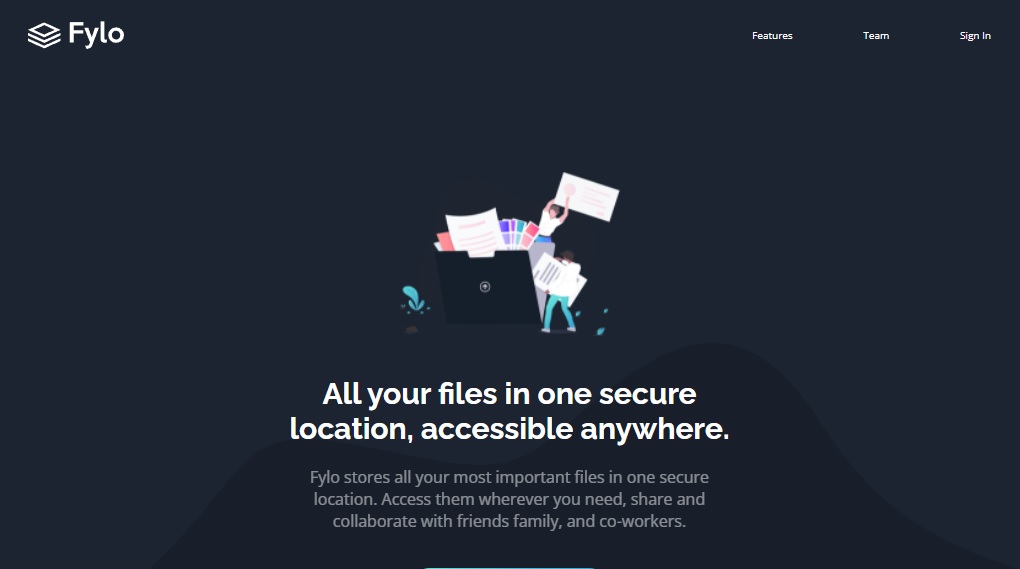 Fylo
Features Team Sign In
All your files in one secure
location, accessible anywhere.
Fylo stores all your most important files in one secure
location. Access them wherever you need, share and
collaborate with friends family, and co-workers.